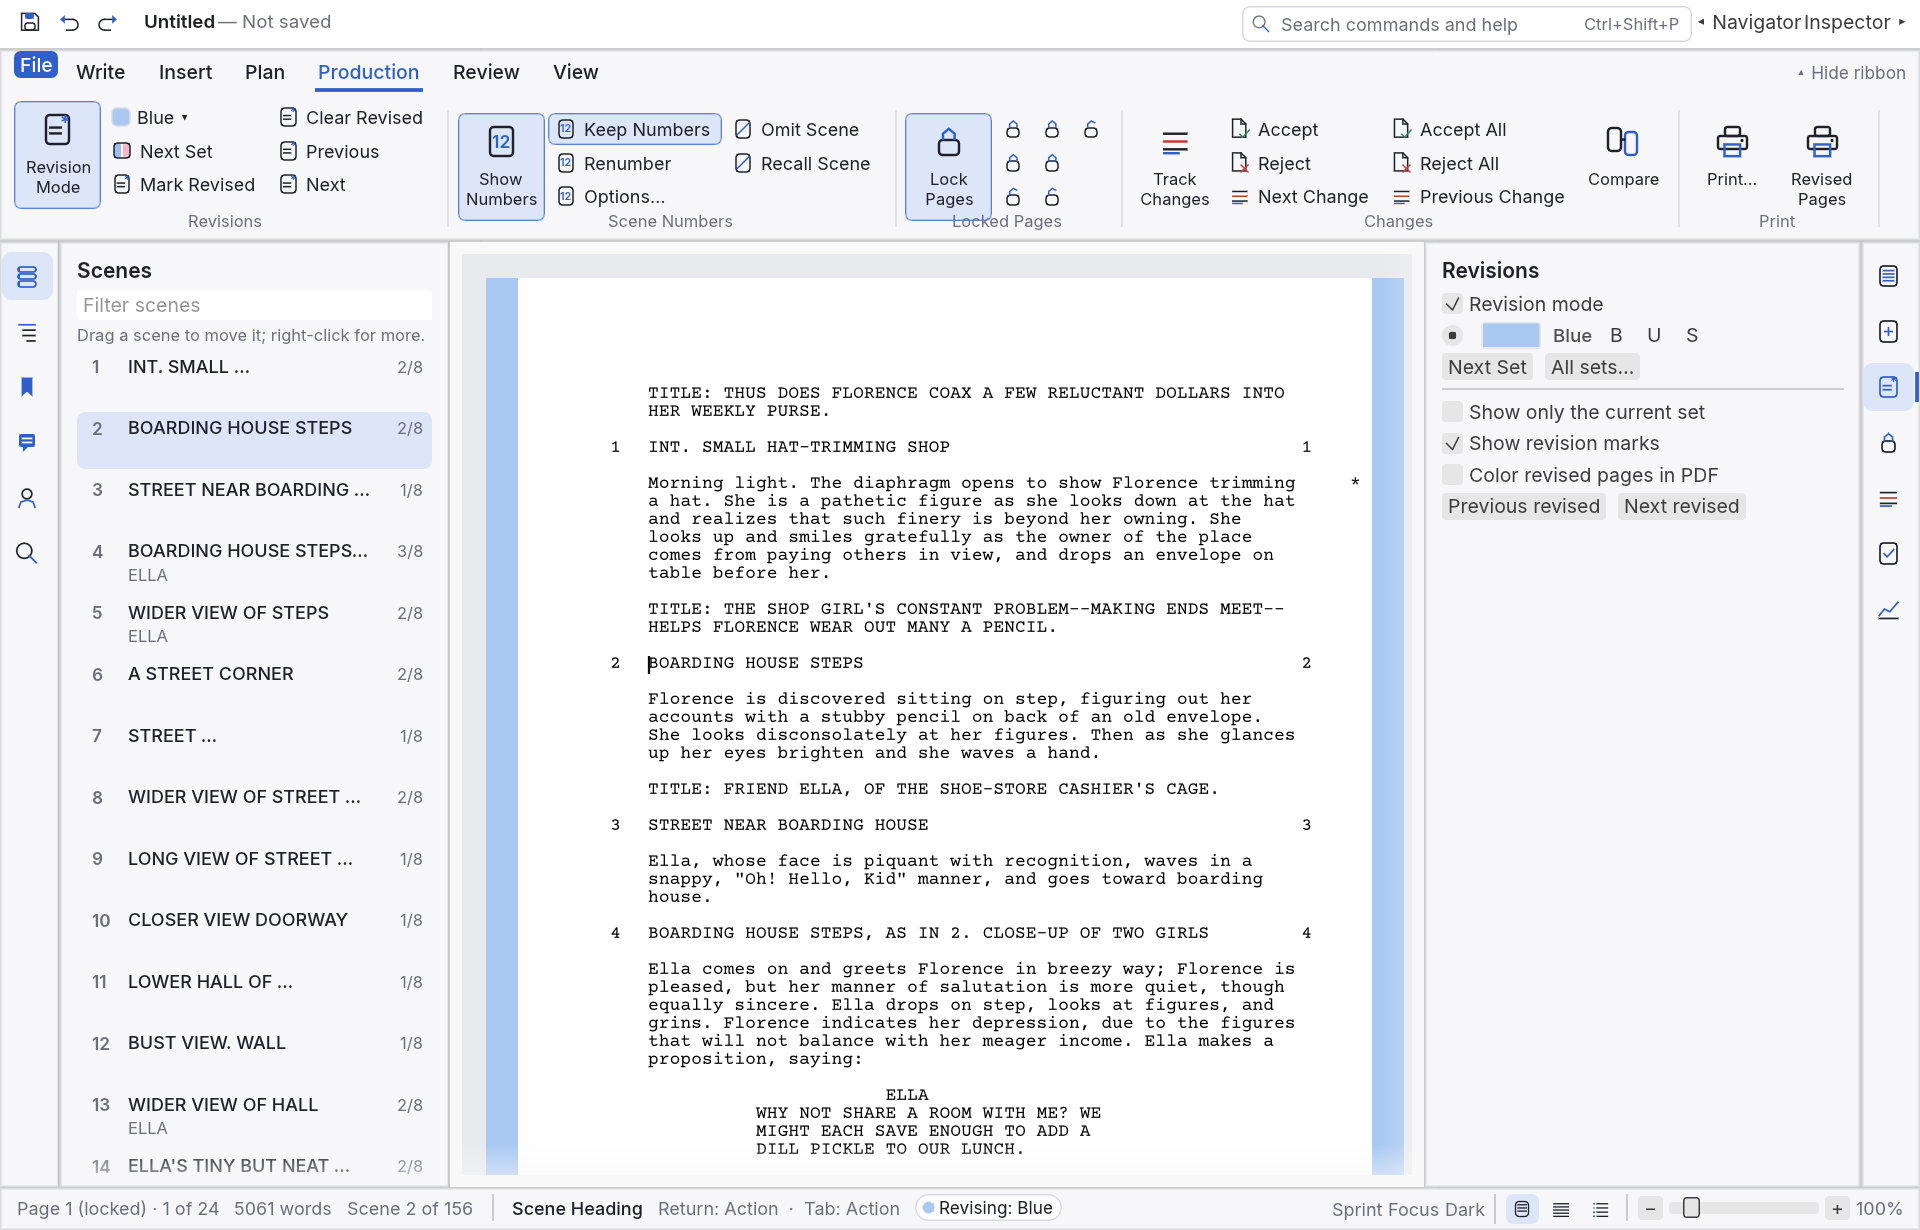 Untitled — Not saved
Search commands and help Ctrl+Shift+P
Navigator Inspector
File Write Insert Plan Production Review View Hide ribbon
Revision Mode
Blue
Next Set
Mark Revised
Clear Revised
Previous
Next
Revisions
12
Show Numbers
12 Keep Numbers
12 Renumber
12 Options...
Omit Scene
Recall Scene
Scene Numbers
Lock Pages
Locked Pages
Track Changes
Accept
Reject
Next Change
Accept All
Reject All
Previous Change
Compare
Changes
Print...
Revised Pages
Print
Scenes
Filter scenes
Drag a scene to move it; right-click for more.
1 INT. SMALL ... 2/8
2 BOARDING HOUSE STEPS 2/8
3 STREET NEAR BOARDING ... 1/8
4 BOARDING HOUSE STEPS... 3/8
ELLA
5 WIDER VIEW OF STEPS 2/8
ELLA
6 A STREET CORNER 2/8
7 STREET ... 1/8
8 WIDER VIEW OF STREET ... 2/8
9 LONG VIEW OF STREET ... 1/8
10 CLOSER VIEW DOORWAY 1/8
11 LOWER HALL OF ... 1/8
12 BUST VIEW. WALL 1/8
13 WIDER VIEW OF HALL 2/8
ELLA
14 ELLA'S TINY BUT NEAT ... 2/8
TITLE: THUS DOES FLORENCE COAX A FEW RELUCTANT DOLLARS INTO
HER WEEKLY PURSE.
1 INT. SMALL HAT-TRIMMING SHOP 1
Morning light. The diaphragm opens to show Florence trimming *
a hat. She is a pathetic figure as she looks down at the hat
and realizes that such finery is beyond her owning. She
looks up and smiles gratefully as the owner of the place
comes from paying others in view, and drops an envelope on
table before her.
TITLE: THE SHOP GIRL'S CONSTANT PROBLEM--MAKING ENDS MEET--
HELPS FLORENCE WEAR OUT MANY A PENCIL.
2 BOARDING HOUSE STEPS 2
Florence is discovered sitting on step, figuring out her
accounts with a stubby pencil on back of an old envelope.
She looks disconsolately at her figures. Then as she glances
up her eyes brighten and she waves a hand.
TITLE: FRIEND ELLA, OF THE SHOE-STORE CASHIER'S CAGE.
3 STREET NEAR BOARDING HOUSE 3
Ella, whose face is piquant with recognition, waves in a
snappy, "Oh! Hello, Kid" manner, and goes toward boarding
house.
4 BOARDING HOUSE STEPS, AS IN 2. CLOSE-UP OF TWO GIRLS 4
Ella comes on and greets Florence in breezy way; Florence is
pleased, but her manner of salutation is more quiet, though
equally sincere. Ella drops on step, looks at figures, and
grins. Florence indicates her depression, due to the figures
that will not balance with her meager income. Ella makes a
proposition, saying:
ELLA
WHY NOT SHARE A ROOM WITH ME? WE
MIGHT EACH SAVE ENOUGH TO ADD A
DILL PICKLE TO OUR LUNCH.
Revisions
Revision mode
Blue B U S
Next Set All sets...
Show only the current set
Show revision marks
Color revised pages in PDF
Previous revised Next revised
Page 1 (locked) · 1 of 24 5061 words Scene 2 of 156 Scene Heading Return: Action · Tab: Action Revising: Blue Sprint Focus Dark − + 100%